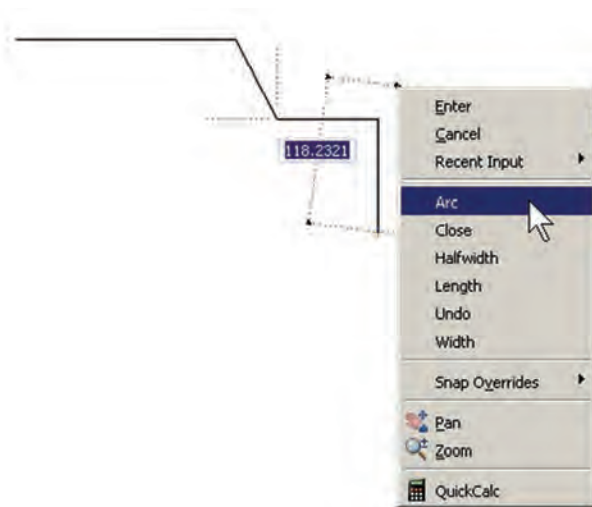 118.2321
Enter
Cancel
Recent Input
Arc
Close
Halfwidth
Length
Undo
Width
Snap Overrides
Pan
Zoom
QuickCalc